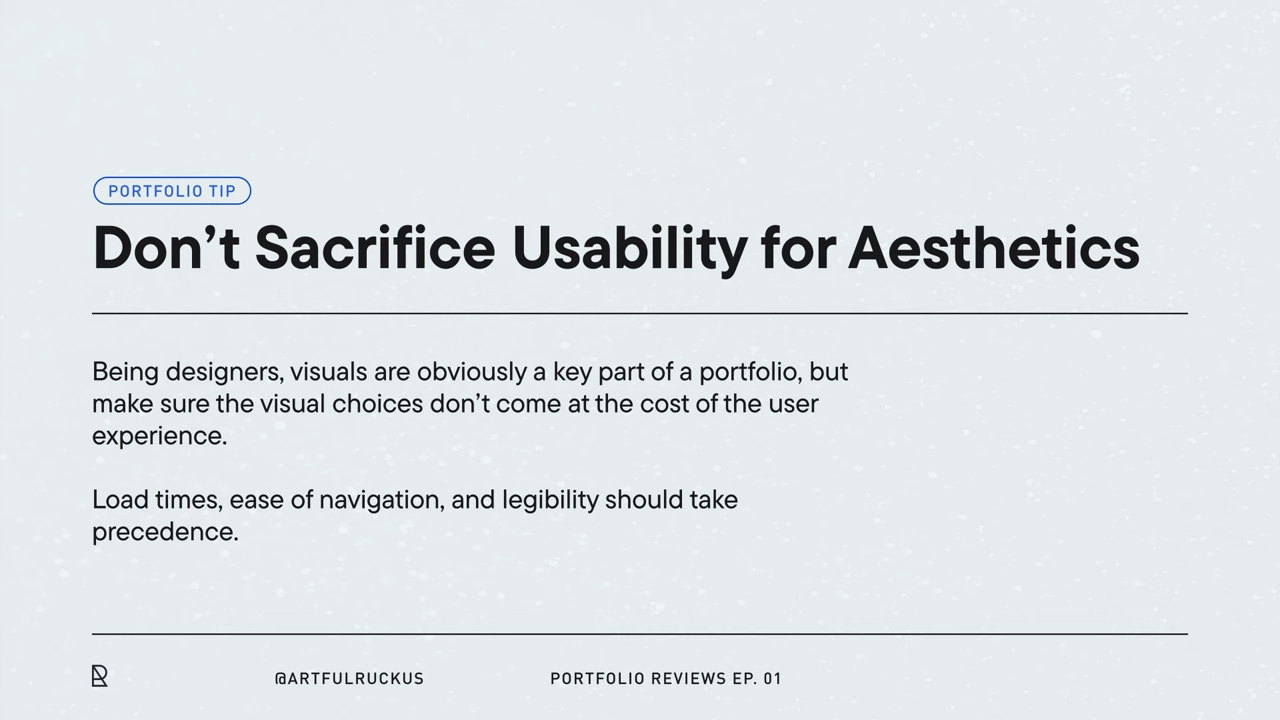 PORTFOLIO TIP
Don’t Sacrifice Usability for Aesthetics
Being designers, visuals are obviously a key part of a portfolio, but
make sure the visual choices don’t come at the cost of the user
experience.
Load times, ease of navigation, and legibility should take
precedence.
@ARTFULRUCKUS
PORTFOLIO REVIEWS EP. 01